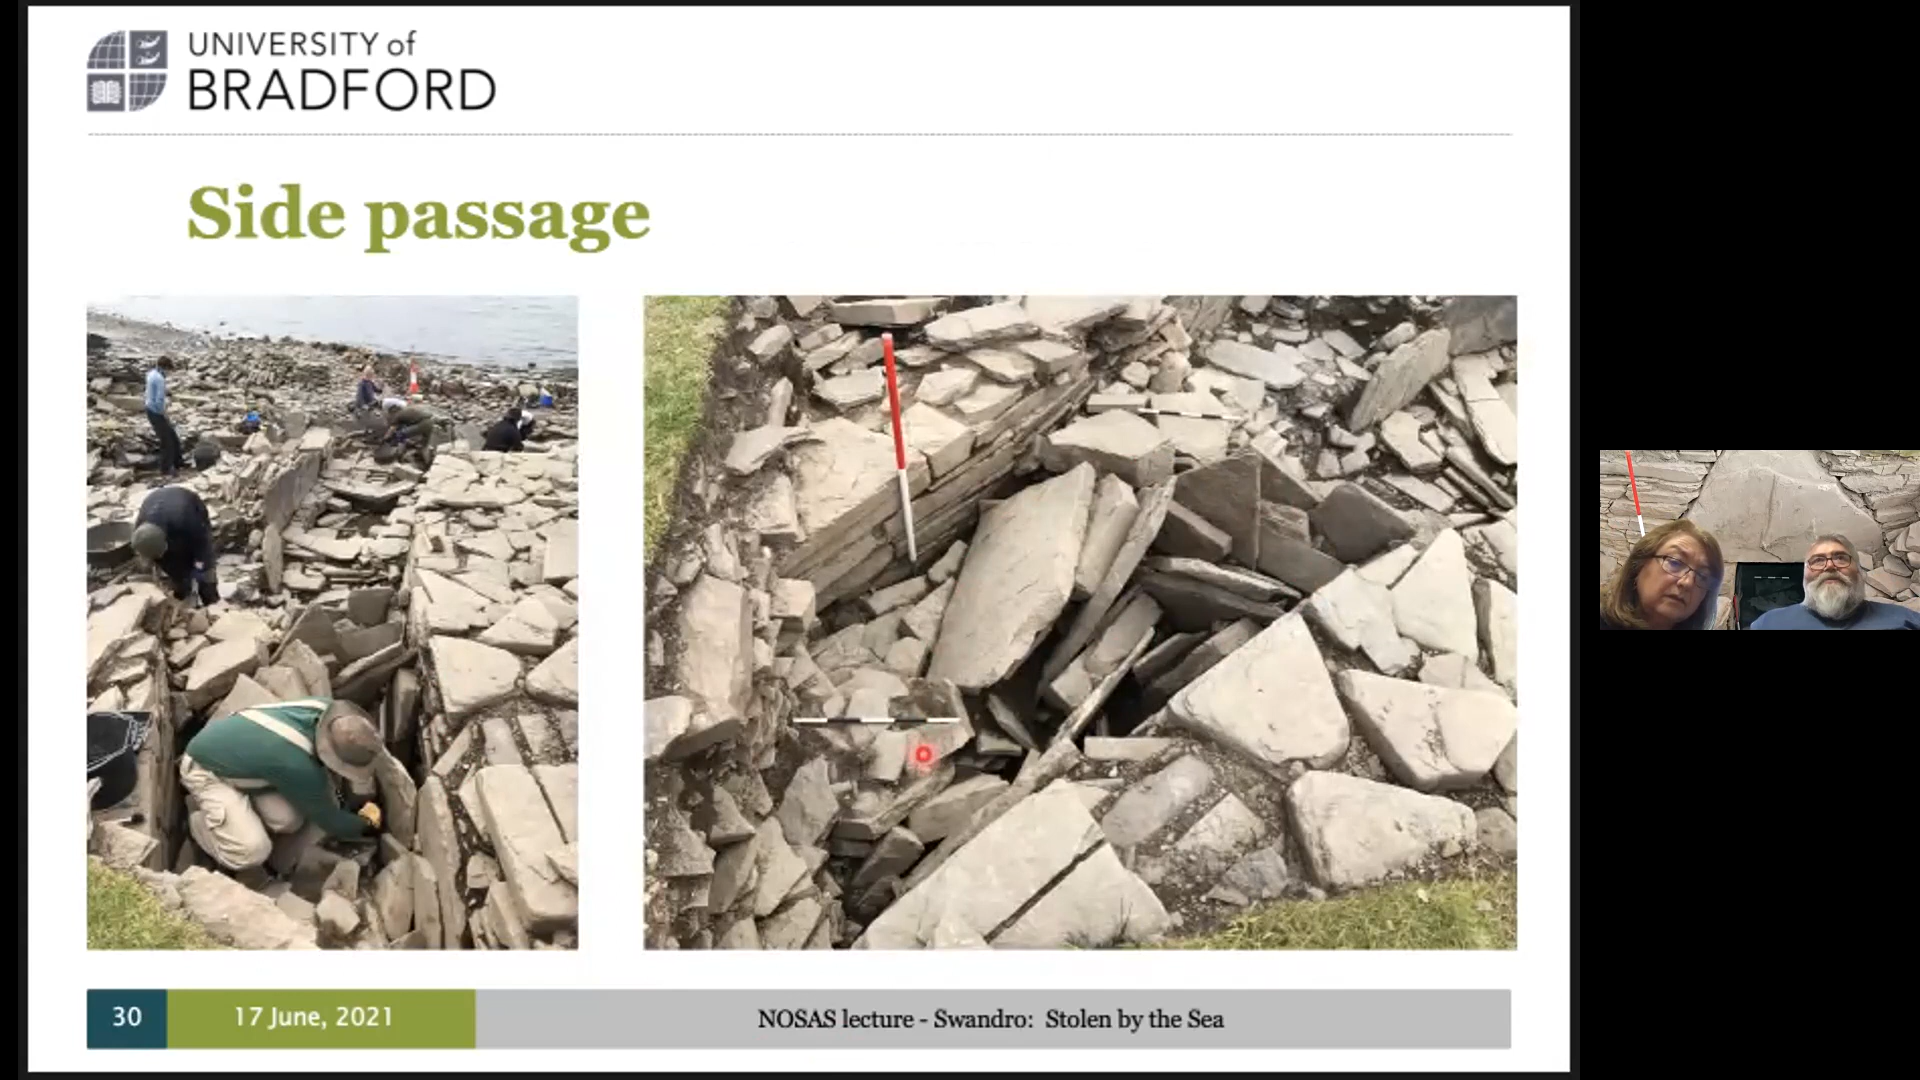 UNIVERSITY of
BRADFORD
Side passage
30
17 June, 2021
NOSAS lecture - Swandro: Stolen by the Sea